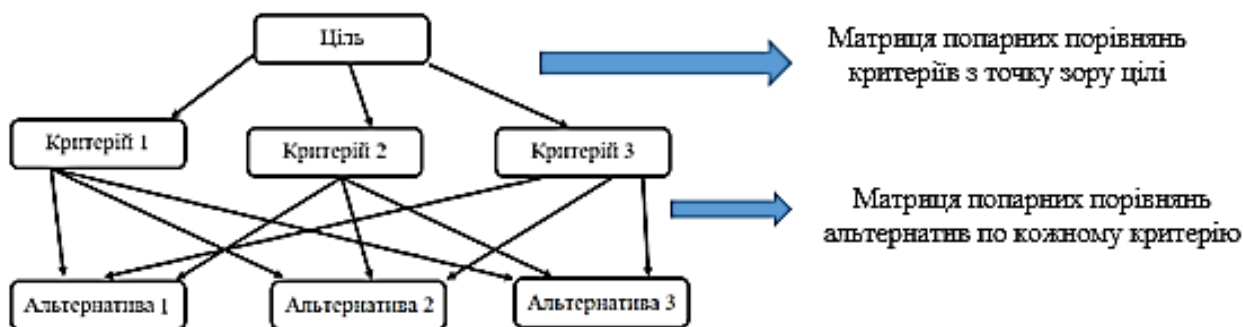 Ціль
Матриця попарних порівнянь
критеріїв з точку зору цілі
Критерій 1
Критерій 2
Критерій 3
Матриця попарних порівнянь
альтернатив по кожному критерію
Альтернатива 1
Альтернатива 2
Альтернатива 3